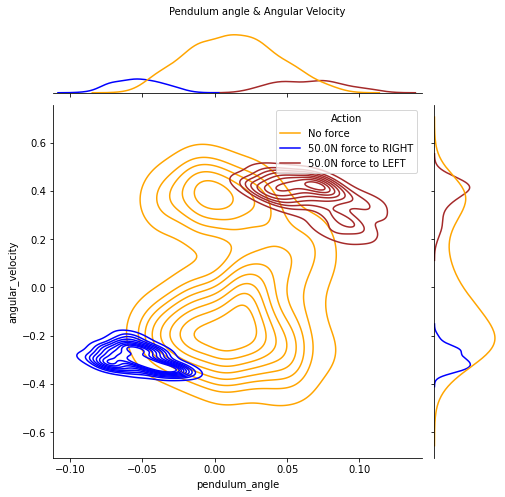 Pendulum angle & Angular Velocity
Action
No force
50.0N force to RIGHT
50.0N force to LEFT
0.6
0.4
0.2
0.0
−0.2
−0.4
−0.6
angular_velocity
−0.10
−0.05
0.00
0.05
0.10
pendulum_angle